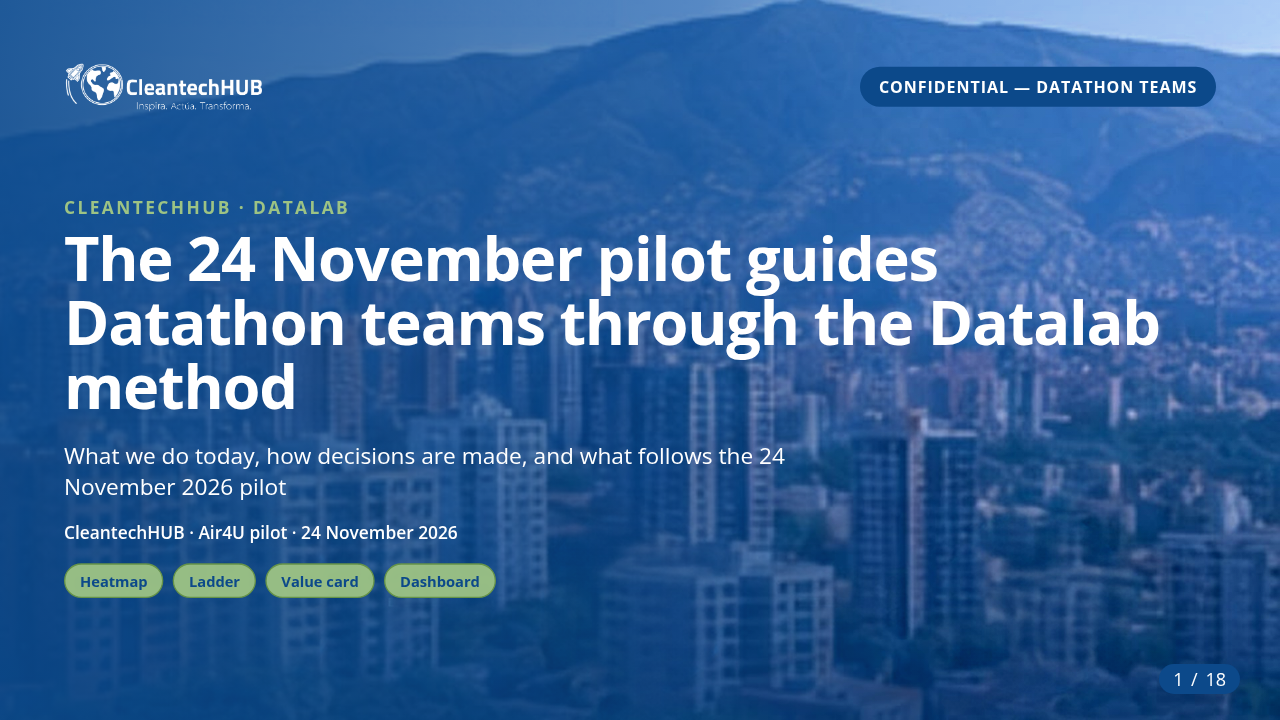 CleantechHUB
Inspira. Actúa. Transforma.
CONFIDENTIAL — DATATHON TEAMS
CLEANTECHHUB · DATALAB
The 24 November pilot guides
Datathon teams through the Datalab
method
What we do today, how decisions are made, and what follows the 24
November 2026 pilot
CleantechHUB · Air4U pilot · 24 November 2026
Heatmap
Ladder
Value card
Dashboard
1 / 18